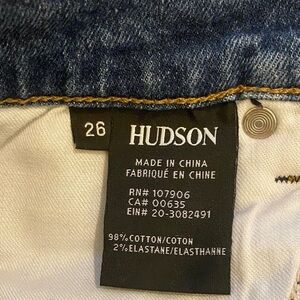 26
HUDSON
MADE IN CHINA
FABRIQUÉ EN CHINE
RN# 107906
CA# 00635
EIN# 20-3082491
98% COTTON/COTON
2% ELASTANE/ELASTHANNE